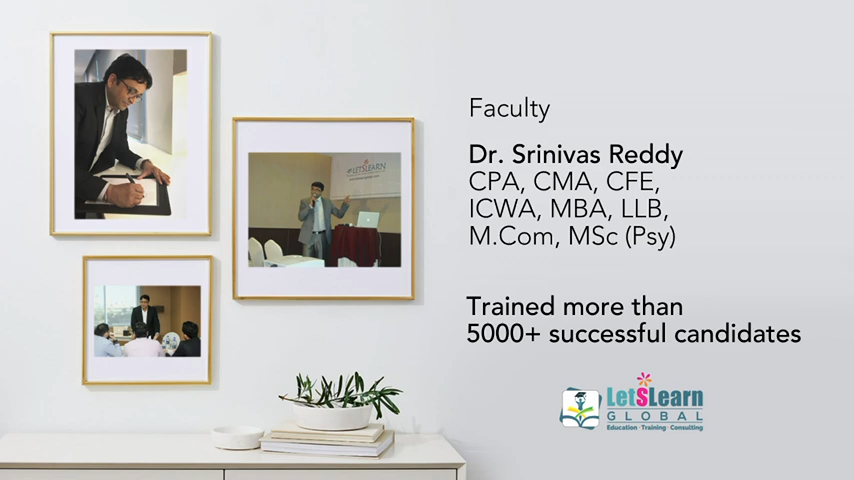 Faculty
Dr. Srinivas Reddy
CPA, CMA, CFE,
ICWA, MBA, LLB,
M.Com, MSc (Psy)
Trained more than
5000+ successful candidates
LetSLearn
GLOBAL
Education · Training · Consulting
LETSLEARN